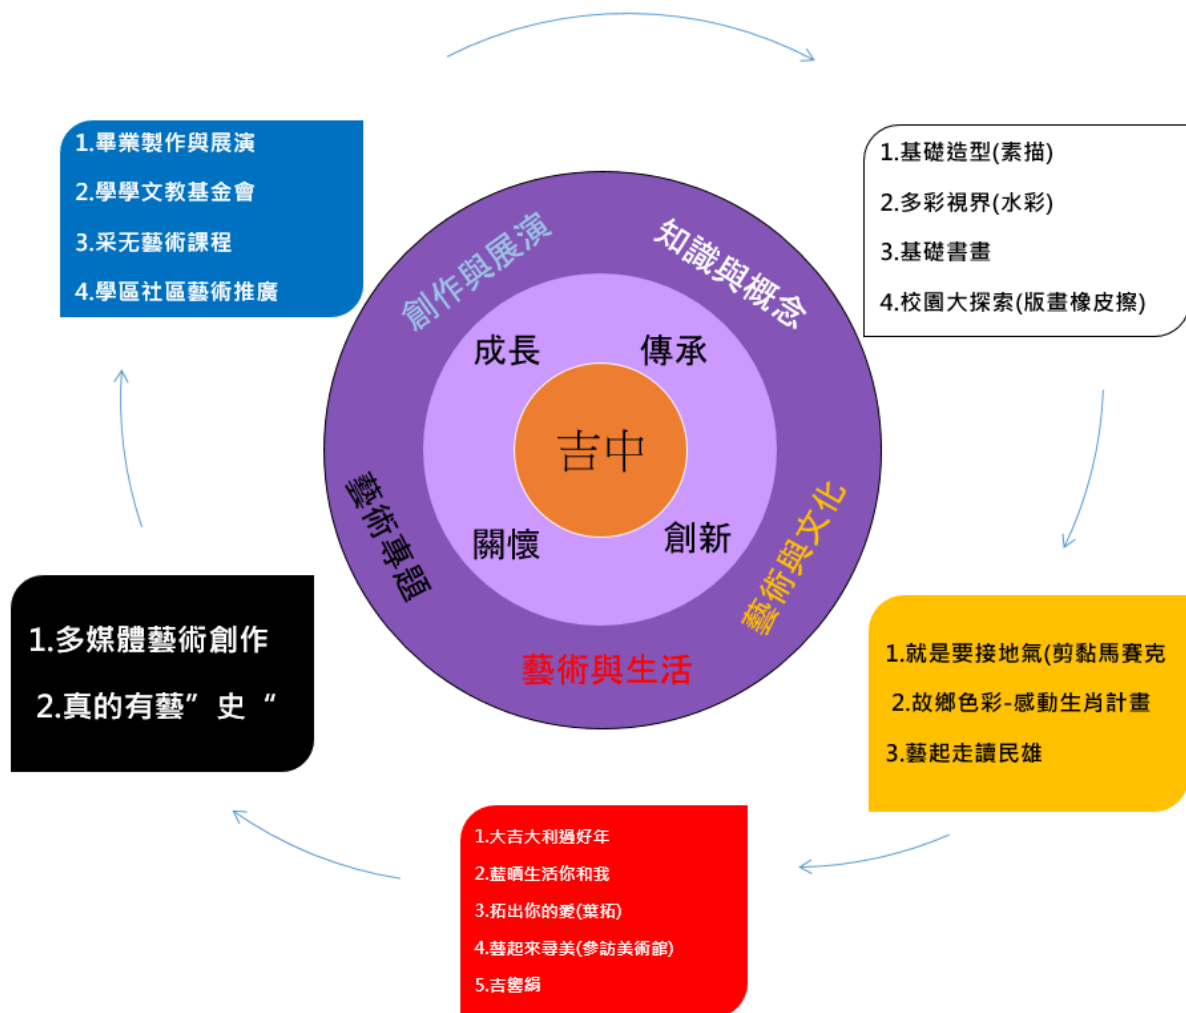 1.畢業製作與展演
2.學學文教基金會
3.采无藝術課程
4.學區社區藝術推廣
1.基礎造型(素描)
2.多彩視界(水彩)
3.基礎書畫
4.校園大探索(版畫橡皮擦)
創作與展演
知識與概念
成長
傳承
吉中
關懷
創新
藝術專題
藝術與文化
藝術與生活
1.多媒體藝術創作
2.真的有藝”史“
1.就是要接地氣(剪黏馬賽克
2.故鄉色彩-感動生肖計畫
3.藝起走讀民雄
1.大吉大利過好年
2.藍晒生活你和我
3.拓出你的愛(葉拓)
4.藝起來尋美(參訪美術館)